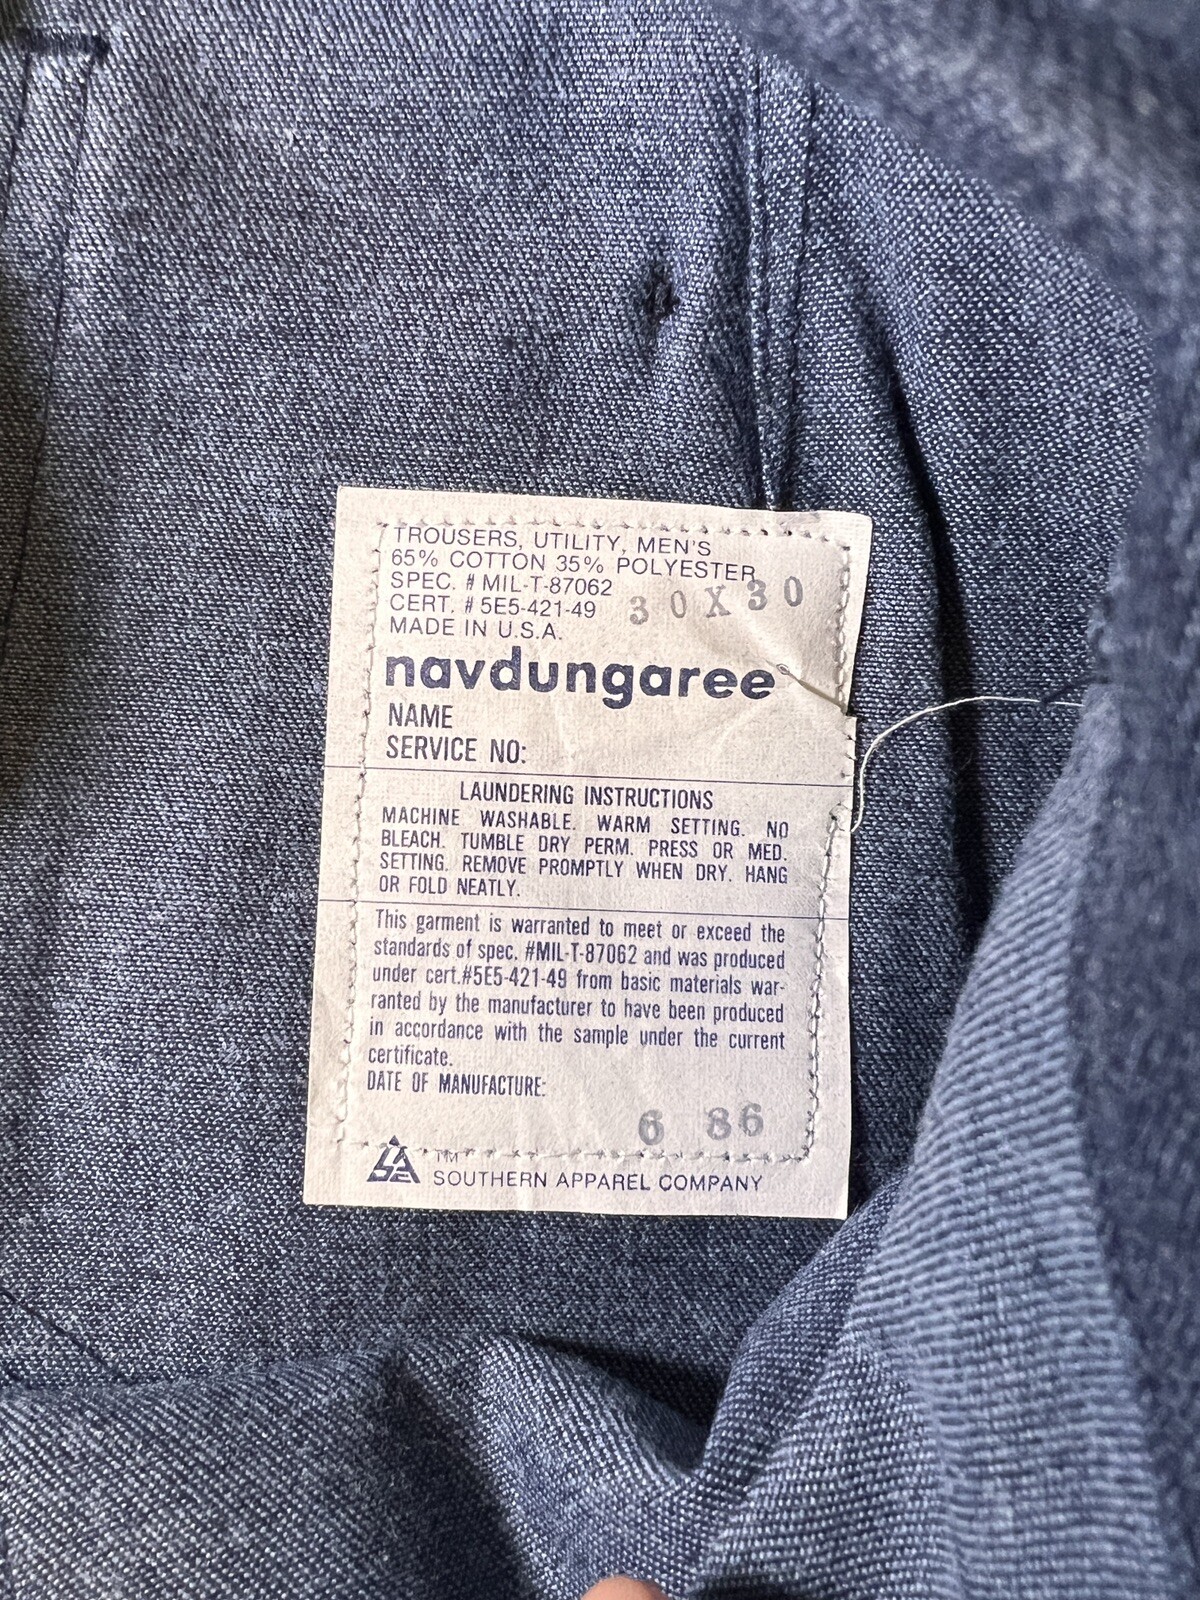 TROUSERS, UTILITY, MEN'S
65% COTTON 35% POLYESTER
SPEC. # MIL-T-87062
CERT. # 5E5-421-49 30X30
MADE IN U.S.A.
navdungaree
NAME
SERVICE NO:
LAUNDERING INSTRUCTIONS
MACHINE WASHABLE. WARM SETTING. NO
BLEACH. TUMBLE DRY PERM. PRESS OR MED.
SETTING. REMOVE PROMPTLY WHEN DRY. HANG
OR FOLD NEATLY.
This garment is warranted to meet or exceed the
standards of spec. #MIL-T-87062 and was produced
under cert.#5E5-421-49 from basic materials war-
ranted by the manufacturer to have been produced
in accordance with the sample under the current
certificate.
DATE OF MANUFACTURE:
6 86
TM
SOUTHERN APPAREL COMPANY